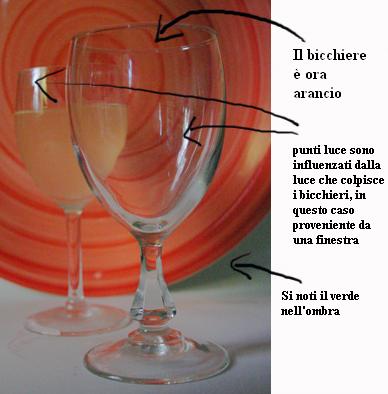 Il bicchiere
è ora
arancio
punti luce sono
influenzati dalla
luce che colpisce
i bicchieri, in
questo caso
proveniente da
una finestra
Si noti il verde
nell'ombra